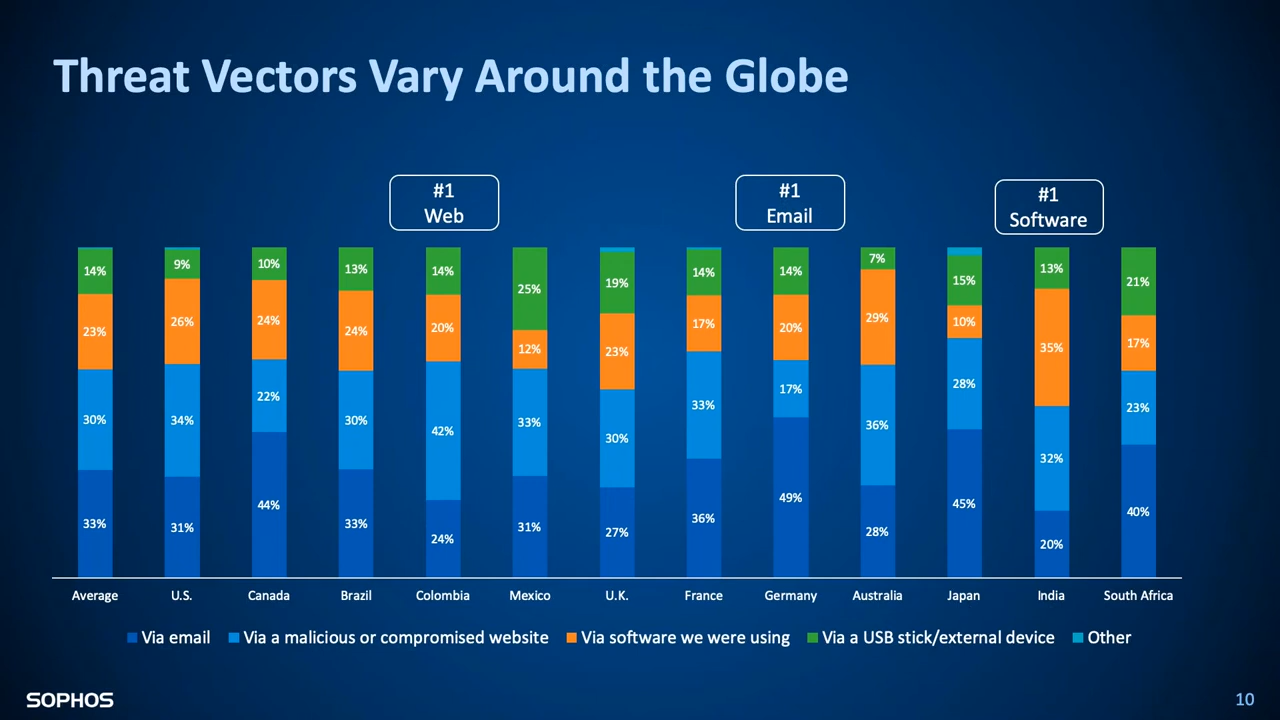 Threat Vectors Vary Around the Globe
#1
Web
#1
Email
#1
Software
14% 9% 10% 13% 14% 25% 19% 14% 14% 7% 15% 13% 21%
23% 26% 24% 24% 20% 12% 23% 17% 20% 29% 10% 35% 17%
30% 34% 22% 30% 42% 33% 30% 33% 17% 36% 28% 32% 23%
33% 31% 44% 33% 24% 31% 27% 36% 49% 28% 45% 20% 40%
Average U.S. Canada Brazil Colombia Mexico U.K. France Germany Australia Japan India South Africa
Via email Via a malicious or compromised website Via software we were using Via a USB stick/external device Other
SOPHOS
10